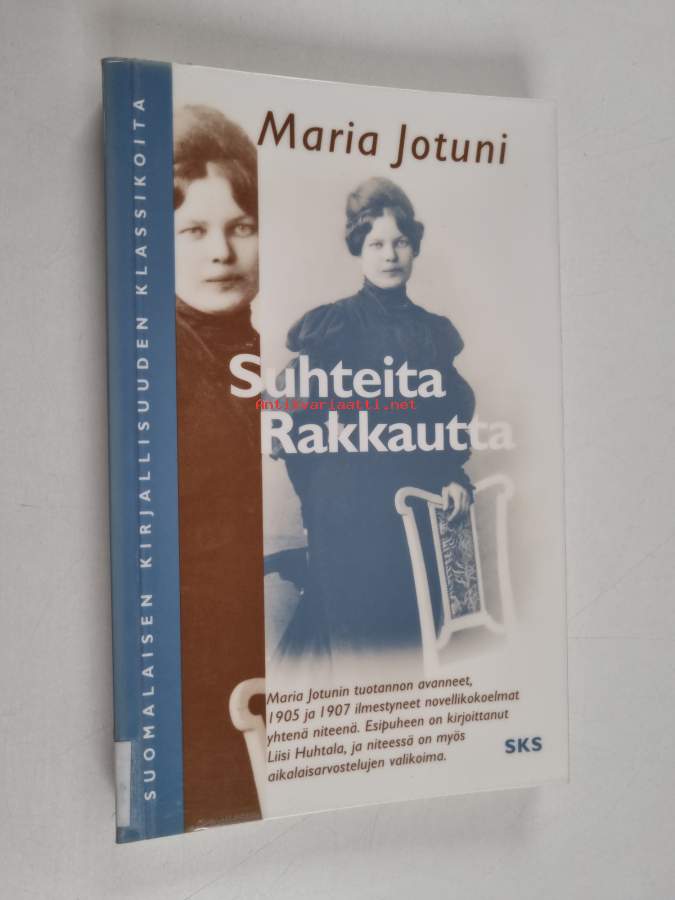 SUOMALAISEN KIRJALLISUUDEN KLASSIKOITA
Maria Jotuni
Suhteita
Antikvariaatti.net
Rakkautta
Maria Jotunin tuotannon avanneet,
1905 ja 1907 ilmestyneet novellikokoelmat
yhtenä niteenä. Esipuheen on kirjoittanut
Liisi Huhtala, ja niteessä on myös
aikalaisarvostelujen valikoima.
SKS